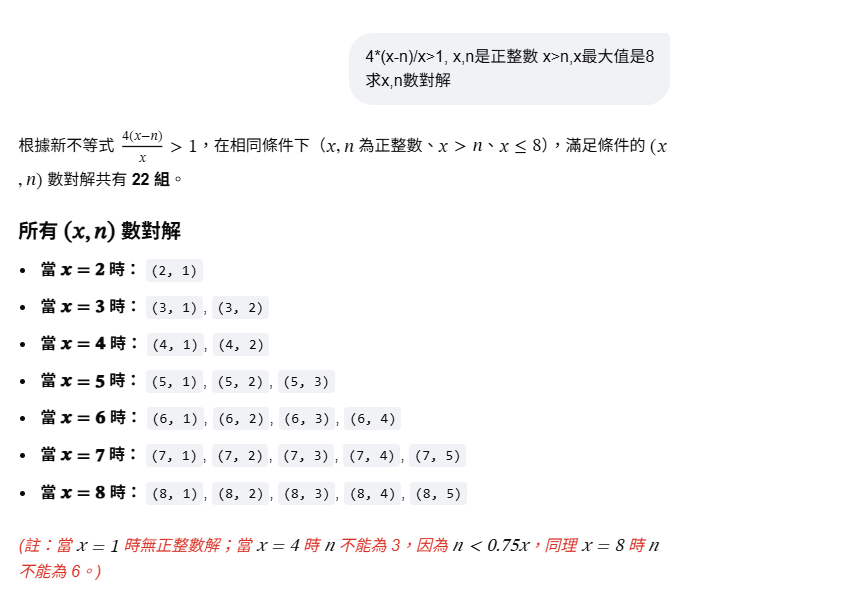 4*(x-n)/x>1, x,n是正整數 x>n,x最大值是8
求x,n數對解
根據新不等式 4(x−n)/x > 1，在相同條件下（x, n 為正整數、x > n、x ≤ 8），滿足條件的 (x
, n) 數對解共有 22 組。
所有 (x, n) 數對解
• 當 x = 2 時： (2, 1)
• 當 x = 3 時： (3, 1) , (3, 2)
• 當 x = 4 時： (4, 1) , (4, 2)
• 當 x = 5 時： (5, 1) , (5, 2) , (5, 3)
• 當 x = 6 時： (6, 1) , (6, 2) , (6, 3) , (6, 4)
• 當 x = 7 時： (7, 1) , (7, 2) , (7, 3) , (7, 4) , (7, 5)
• 當 x = 8 時： (8, 1) , (8, 2) , (8, 3) , (8, 4) , (8, 5)
(註：當 x = 1 時無正整數解；當 x = 4 時 n 不能為 3，因為 n < 0.75x，同理 x = 8 時 n
不能為 6。)